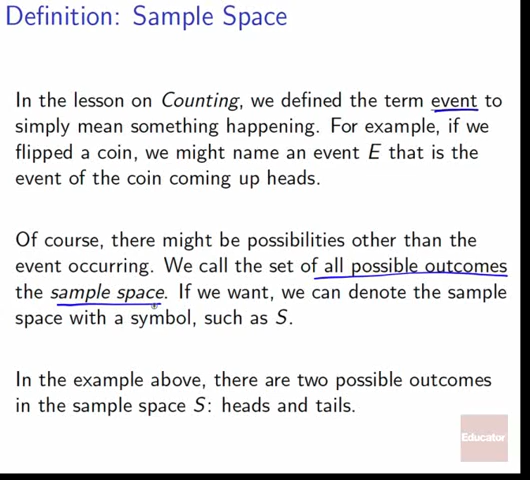 Definition: Sample Space
In the lesson on Counting, we defined the term event to
simply mean something happening. For example, if we
flipped a coin, we might name an event E that is the
event of the coin coming up heads.
Of course, there might be possibilities other than the
event occurring. We call the set of all possible outcomes
the sample space. If we want, we can denote the sample
space with a symbol, such as S.
In the example above, there are two possible outcomes
in the sample space S: heads and tails.
Educator